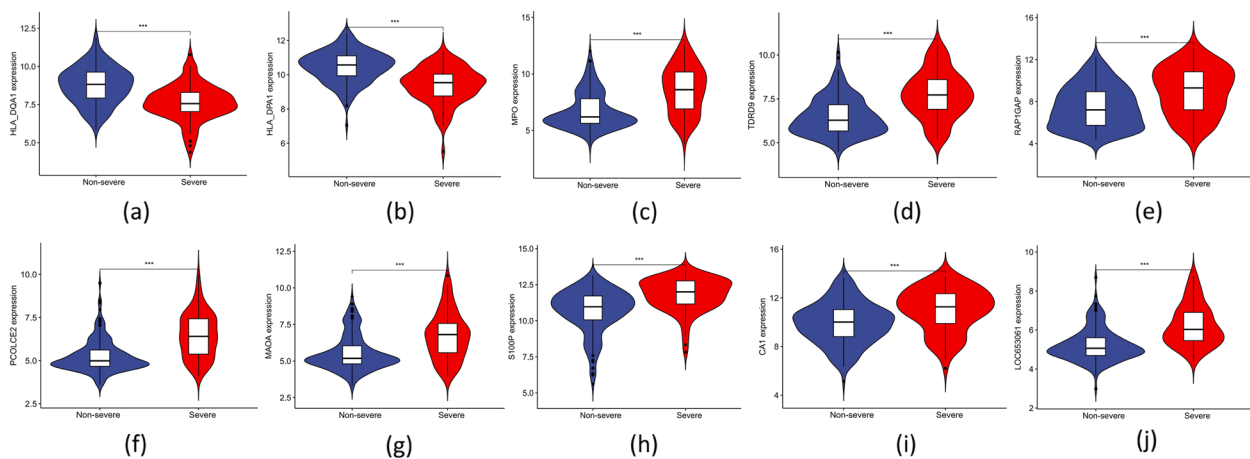 HLA_DQA1 expression
12.5
10.0
7.5
5.0
***
Non-severe Severe
(a)
HLA_DPA1 expression
12
10
8
6
***
Non-severe Severe
(b)
MPO expression
10
5
***
Non-severe Severe
(c)
TDRD9 expression
10.0
7.5
5.0
***
Non-severe Severe
(d)
RAP1GAP expression
12
8
4
***
Non-severe Severe
(e)
PCOLCE2 expression
10.0
7.5
5.0
2.5
***
Non-severe Severe
(f)
MAOA expression
12.5
10.0
7.5
5.0
2.5
***
Non-severe Severe
(g)
S100P expression
15.0
12.5
10.0
7.5
5.0
***
Non-severe Severe
(h)
CA1 expression
16
12
8
4
***
Non-severe Severe
(i)
LOC653061 expression
10
8
6
4
2
***
Non-severe Severe
(j)